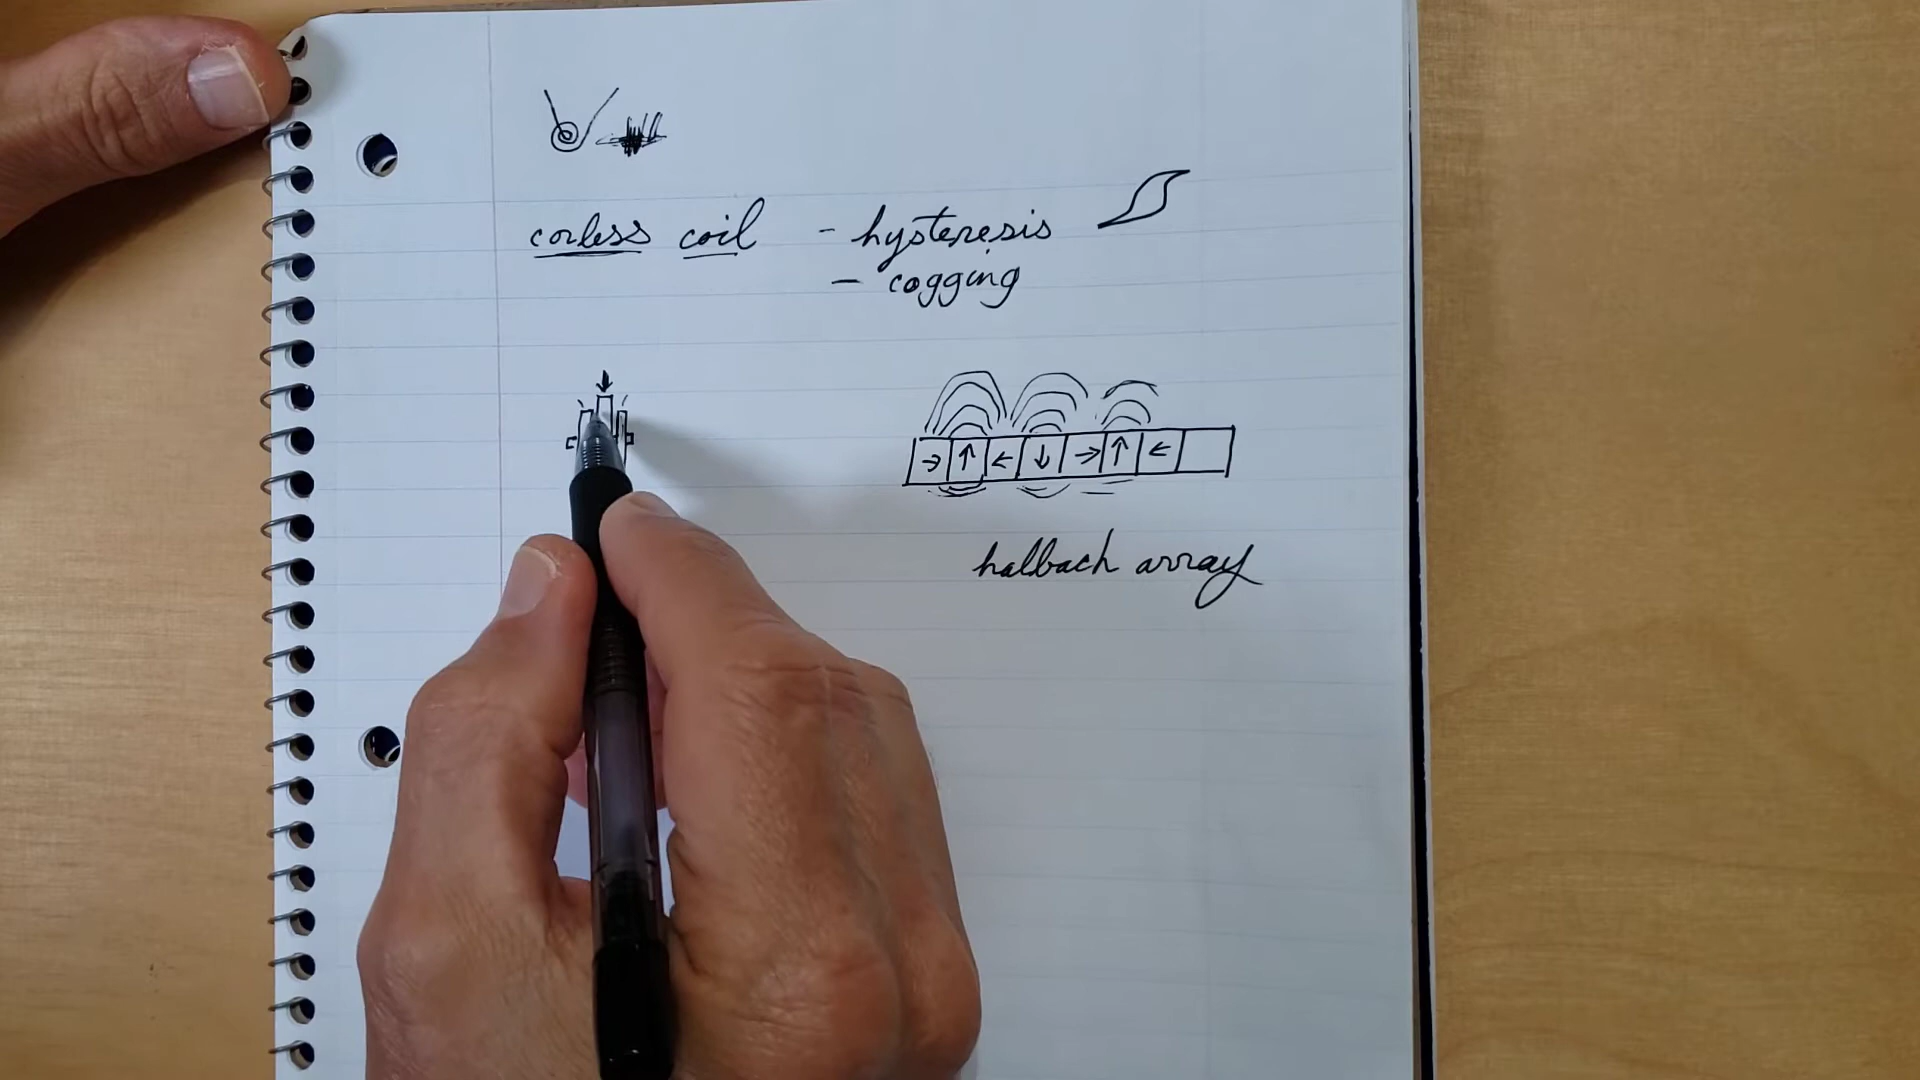 corless coil - hysteresis
- cogging
halbach array